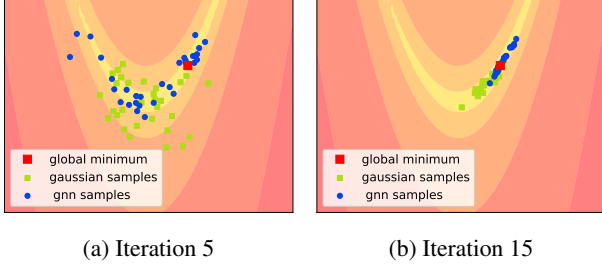 global minimum
gaussian samples
gnn samples
global minimum
gaussian samples
gnn samples
(a) Iteration 5
(b) Iteration 15